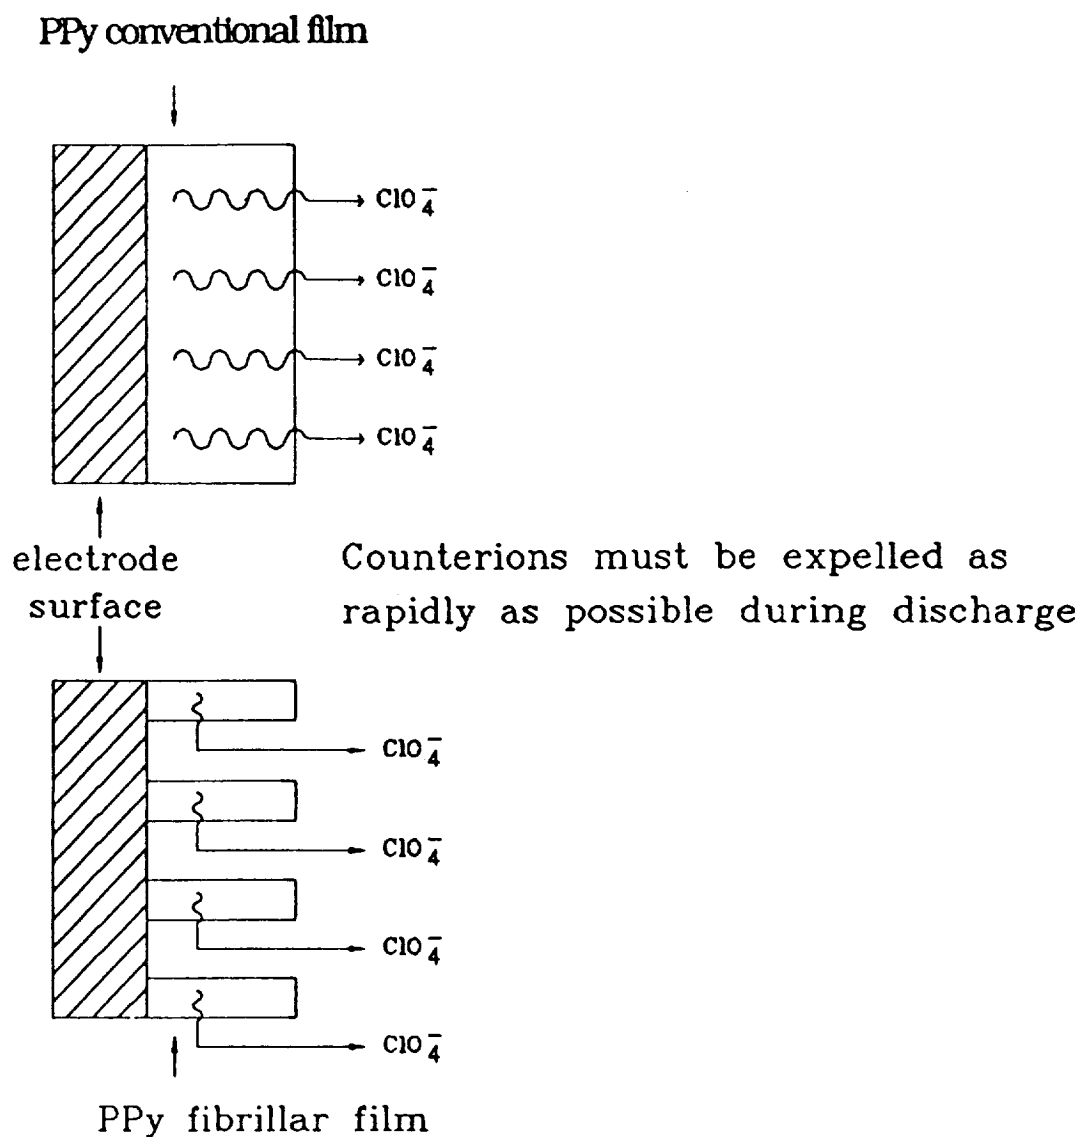 PPy conventional film
ClO₄⁻
ClO₄⁻
ClO₄⁻
ClO₄⁻
electrode
surface
Counterions must be expelled as
rapidly as possible during discharge
ClO₄⁻
ClO₄⁻
ClO₄⁻
ClO₄⁻
PPy fibrillar film